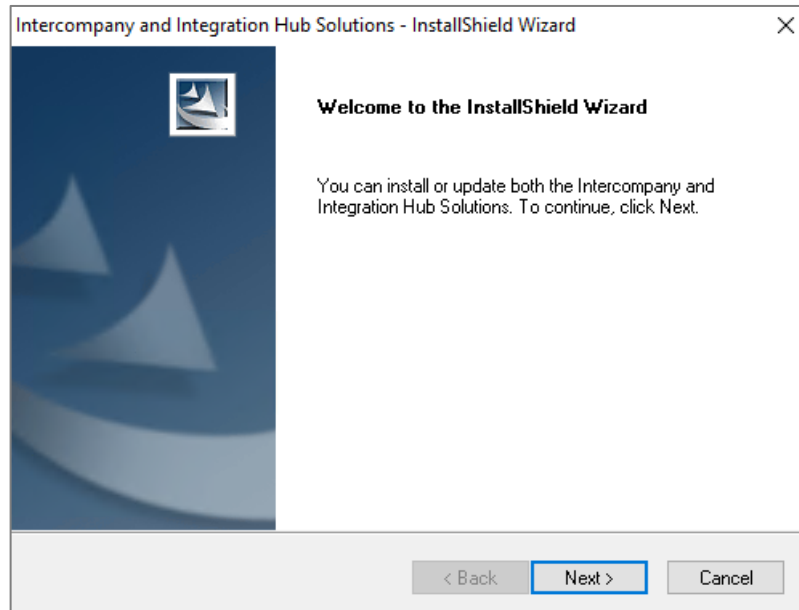 Intercompany and Integration Hub Solutions - InstallShield Wizard
Welcome to the InstallShield Wizard
You can install or update both the Intercompany and
Integration Hub Solutions. To continue, click Next.
< Back Next > Cancel